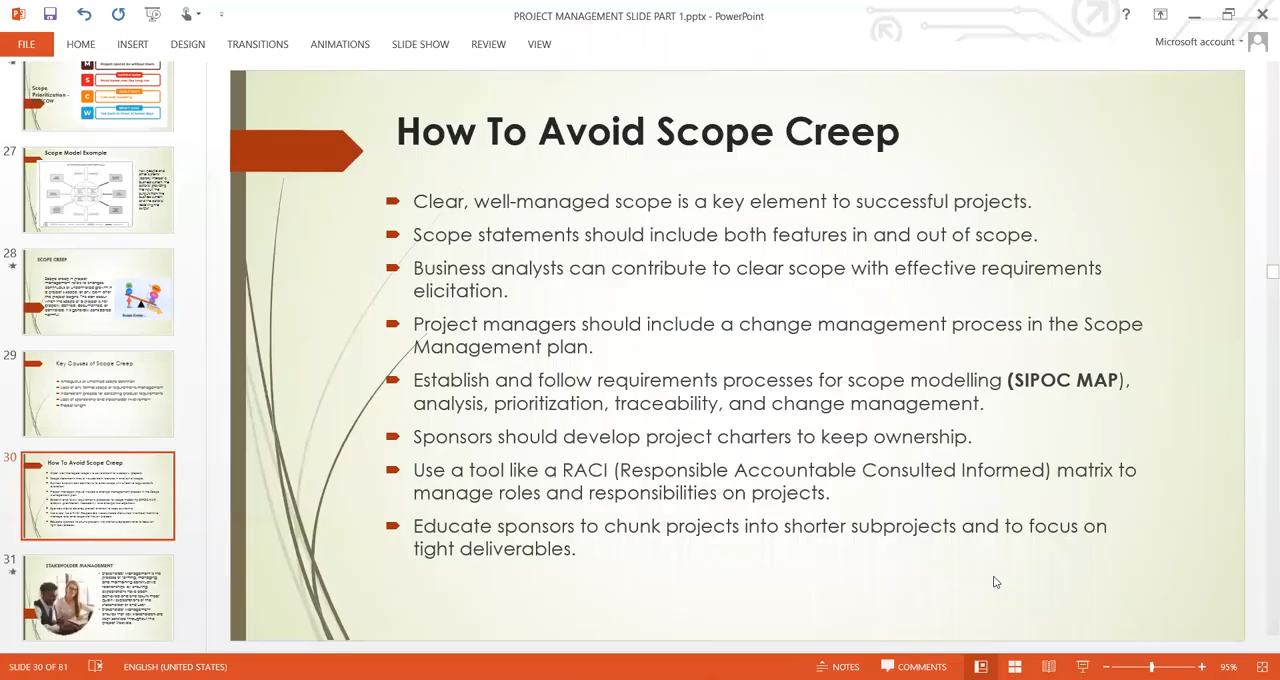 PROJECT MANAGEMENT SLIDE PART 1.pptx - PowerPoint
?
FILE HOME INSERT DESIGN TRANSITIONS ANIMATIONS SLIDE SHOW REVIEW VIEW
Microsoft account
Scope
Prioritization -
27
Scope Model Example
28
SCOPE CREEP
29
Key Causes of Scope Creep
30
How To Avoid Scope Creep
31
STAKEHOLDER MANAGEMENT
How To Avoid Scope Creep
Clear, well-managed scope is a key element to successful projects.
Scope statements should include both features in and out of scope.
Business analysts can contribute to clear scope with effective requirements
elicitation.
Project managers should include a change management process in the Scope
Management plan.
Establish and follow requirements processes for scope modelling (SIPOC MAP),
analysis, prioritization, traceability, and change management.
Sponsors should develop project charters to keep ownership.
Use a tool like a RACI (Responsible Accountable Consulted Informed) matrix to
manage roles and responsibilities on projects.
Educate sponsors to chunk projects into shorter subprojects and to focus on
tight deliverables.
SLIDE 30 OF 81 ENGLISH (UNITED STATES) NOTES COMMENTS 95%